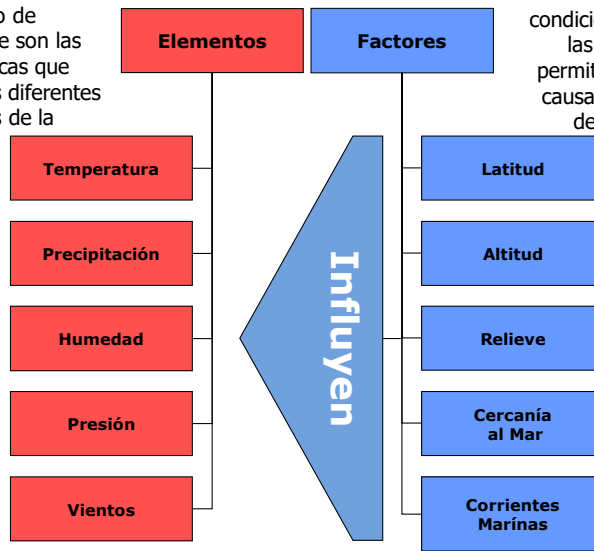 o de
e son las
cas que
s diferentes
s de la
Elementos
Factores
condicio
las
permit
causa
de
Temperatura
Precipitación
Humedad
Presión
Vientos
Influyen
Latitud
Altitud
Relieve
Cercanía
al Mar
Corrientes
Marínas